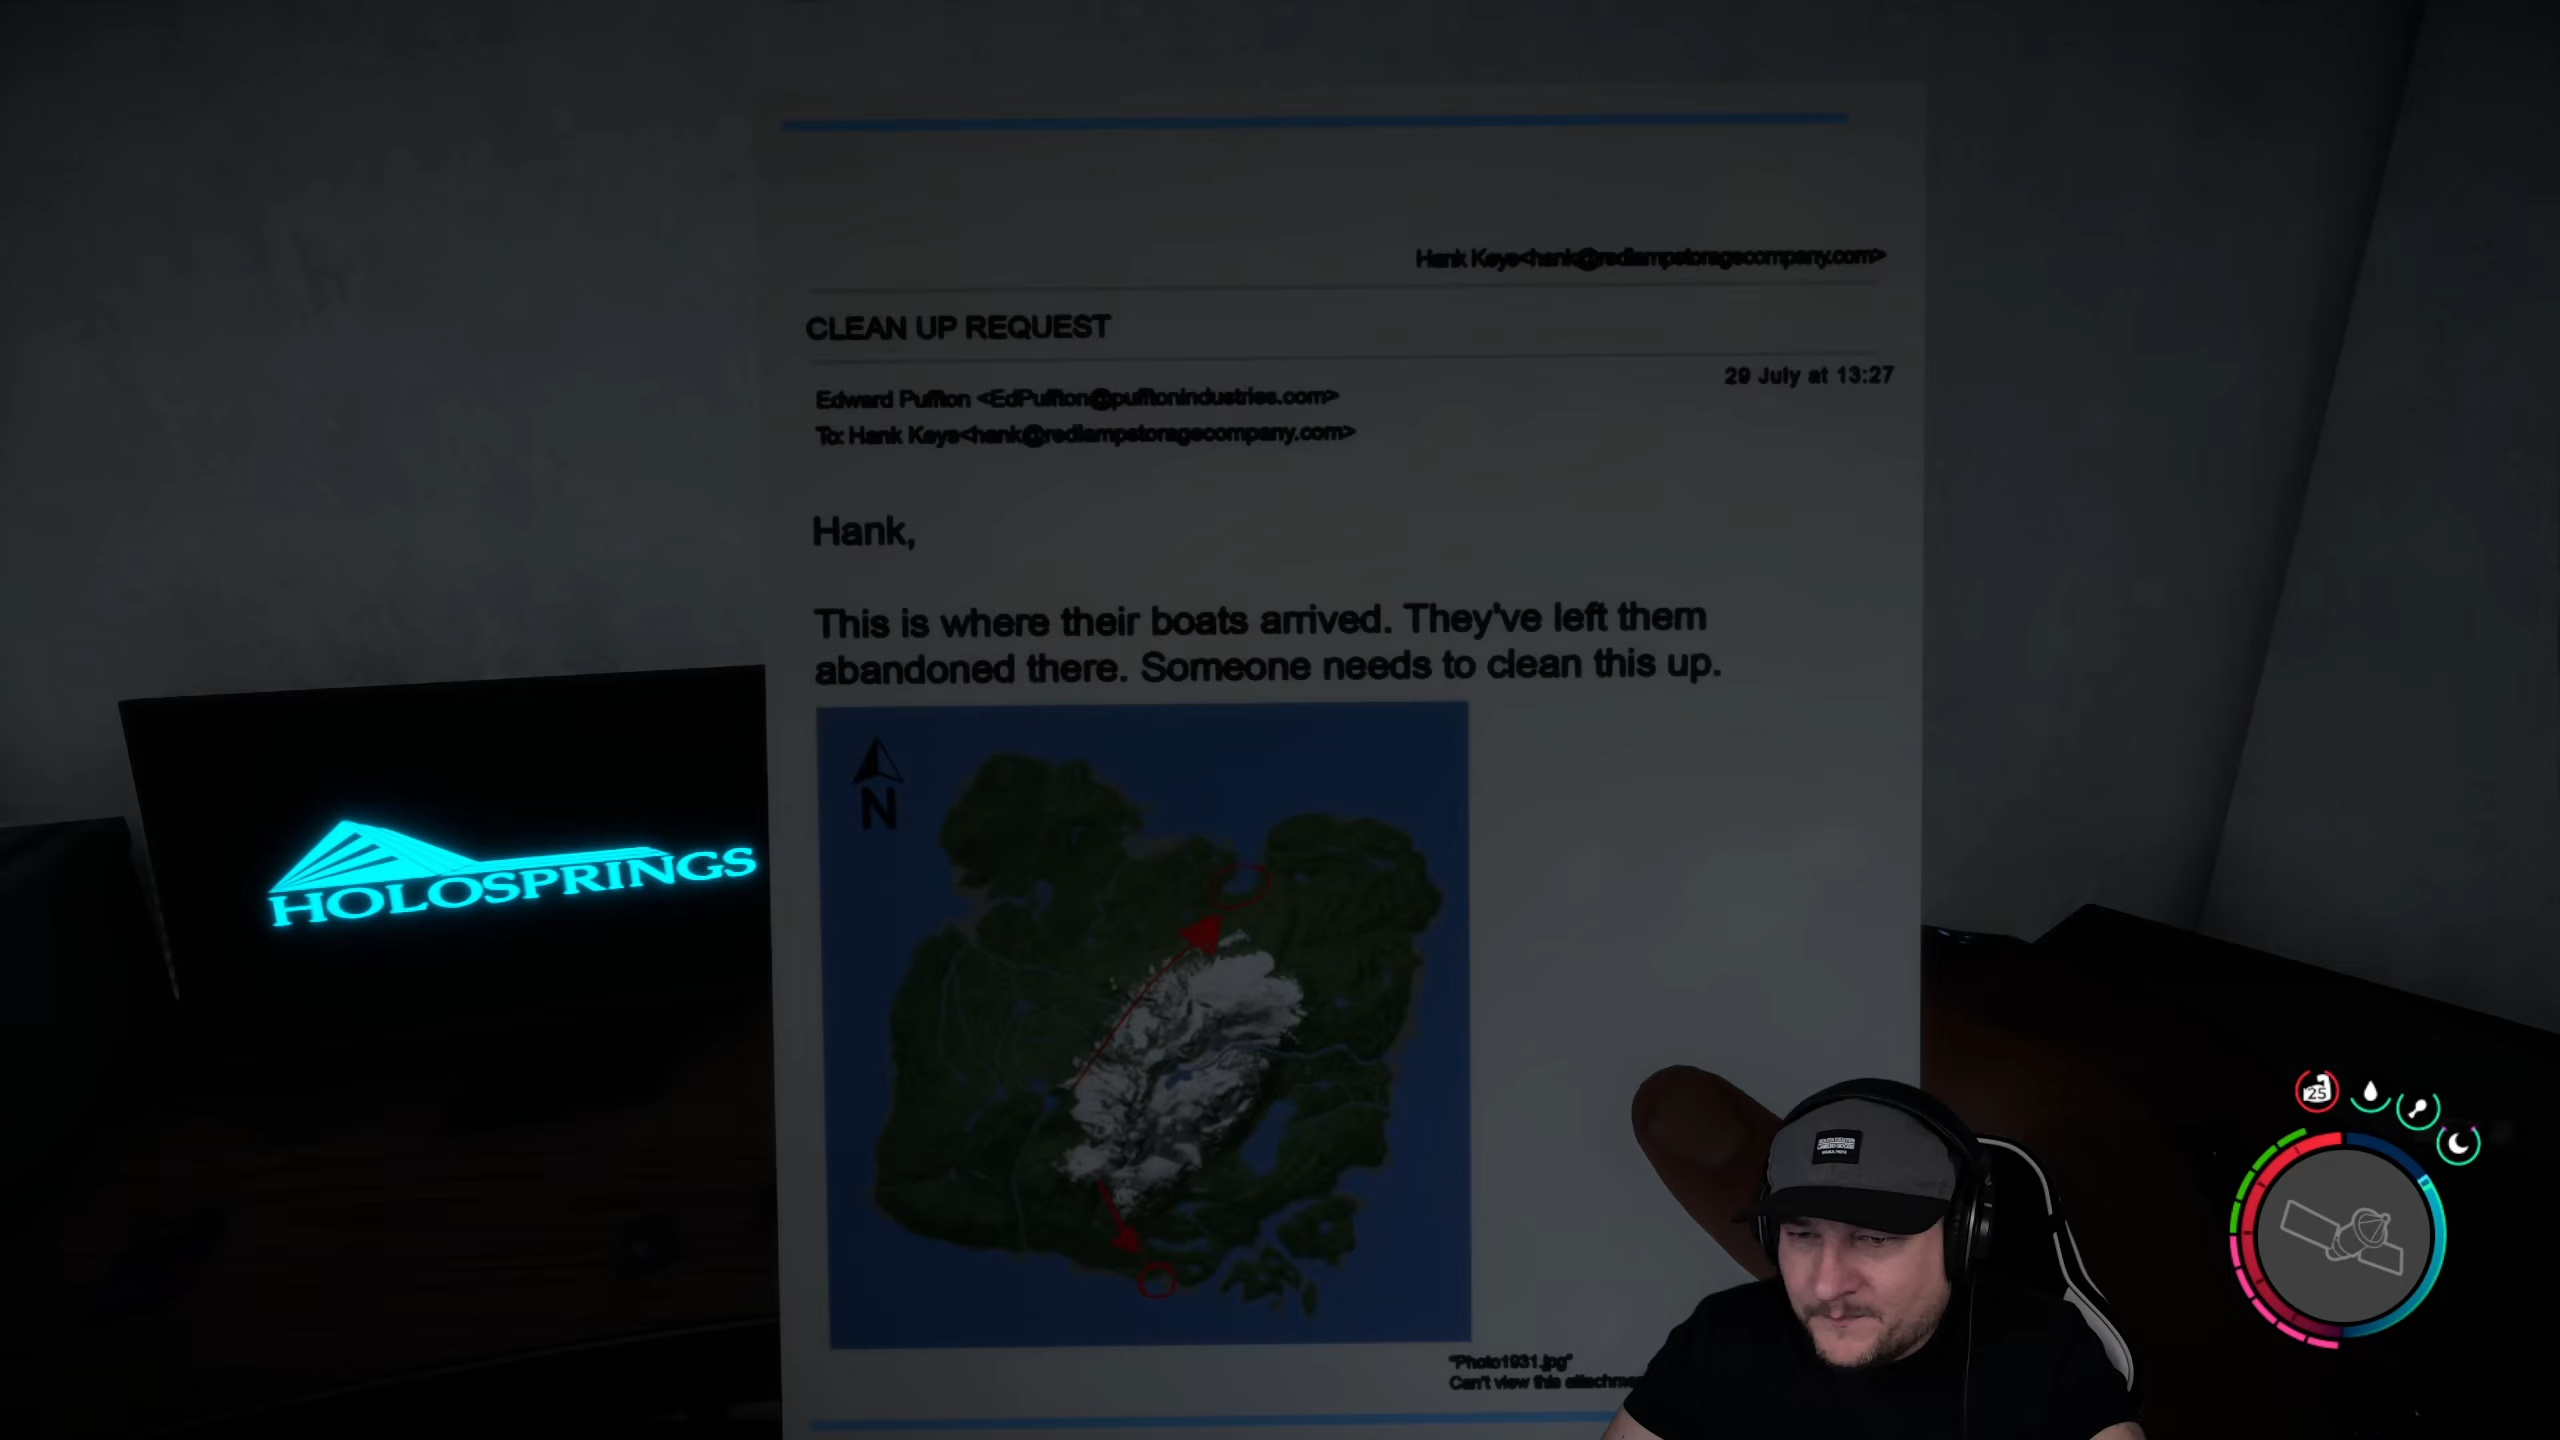 Hank Keys<hank@redlampstoragecompany.com>
CLEAN UP REQUEST
29 July at 13:27
Edward Puffton <EdPuffton@pufftonindustries.com>
To: Hank Keys<hank@redlampstoragecompany.com>
Hank,
This is where their boats arrived. They've left them
abandoned there. Someone needs to clean this up.
N
HOLOSPRINGS
25
"Photo1931.jpg"
Can't view this